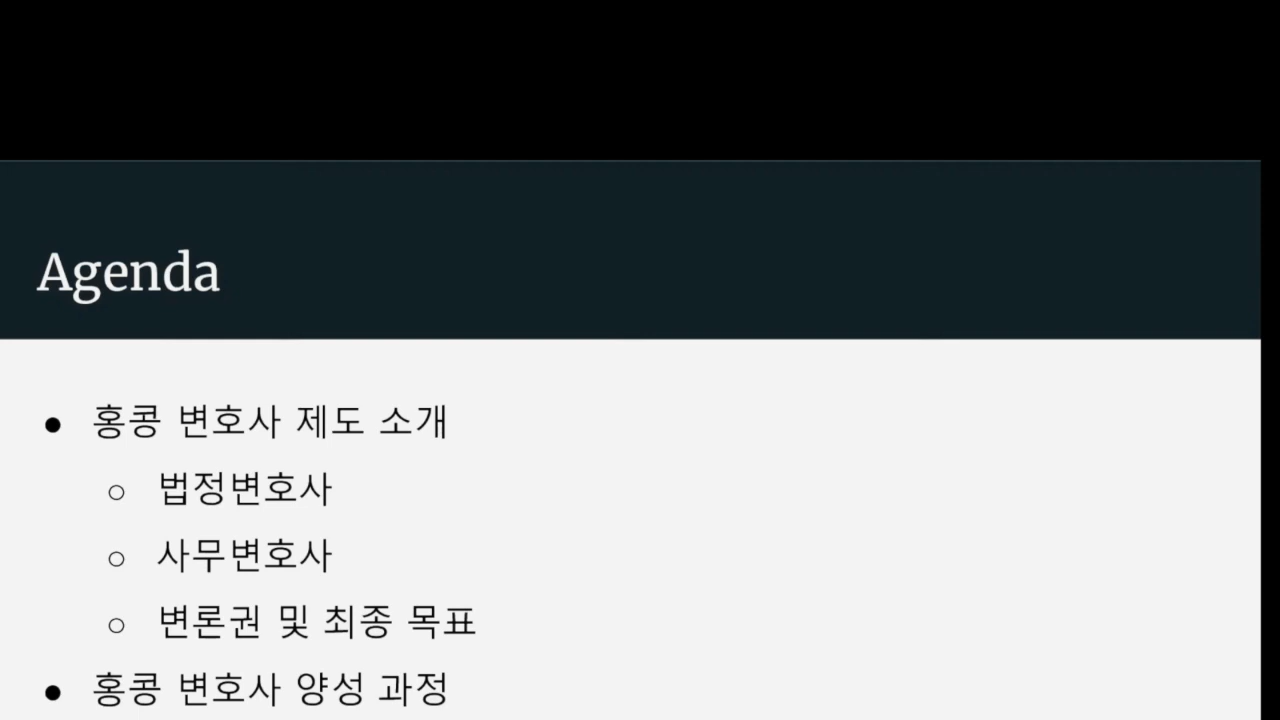 Agenda
● 홍콩 변호사 제도 소개
○ 법정변호사
○ 사무변호사
○ 변론권 및 최종 목표
● 홍콩 변호사 양성 과정